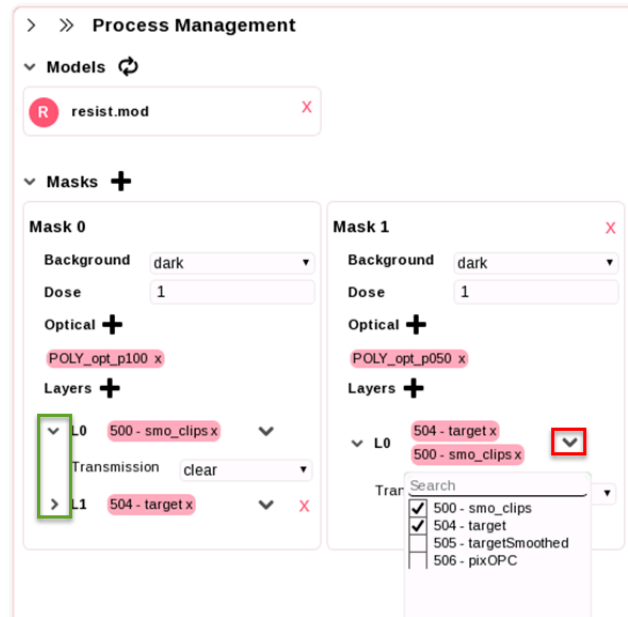 Process Management
Models
R resist.mod X
Masks
Mask 0
Background dark
Dose 1
Optical
POLY_opt_p100 x
Layers
L0 500 - smo_clips x
Transmission clear
L1 504 - target x X
Mask 1 X
Background dark
Dose 1
Optical
POLY_opt_p050 x
Layers
504 - target x
L0
500 - smo_clips x
Tran
Search
500 - smo_clips
504 - target
505 - targetSmoothed
506 - pixOPC